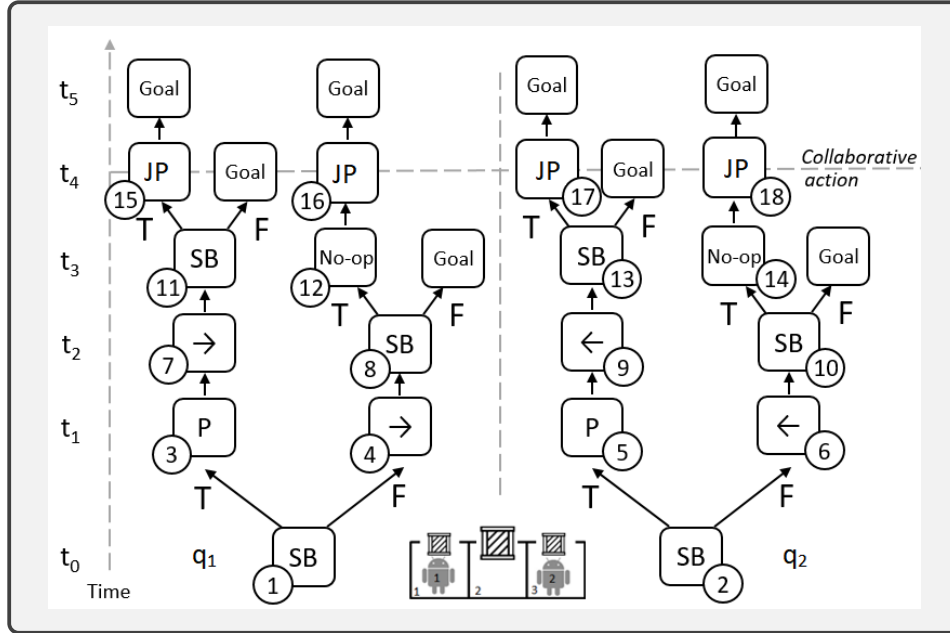 t5
Goal Goal Goal Goal
t4
JP Goal JP JP Goal JP
Collaborative
action
15 16 17 18
T F T F
t3
SB No-op Goal SB No-op Goal
11 12 13 14
T F T F
t2
→ SB ← SB
7 8 9 10
t1
P → P ←
3 4 5 6
T F T F
t0
q1 SB SB q2
1 2
1 2
1 2 3
Time